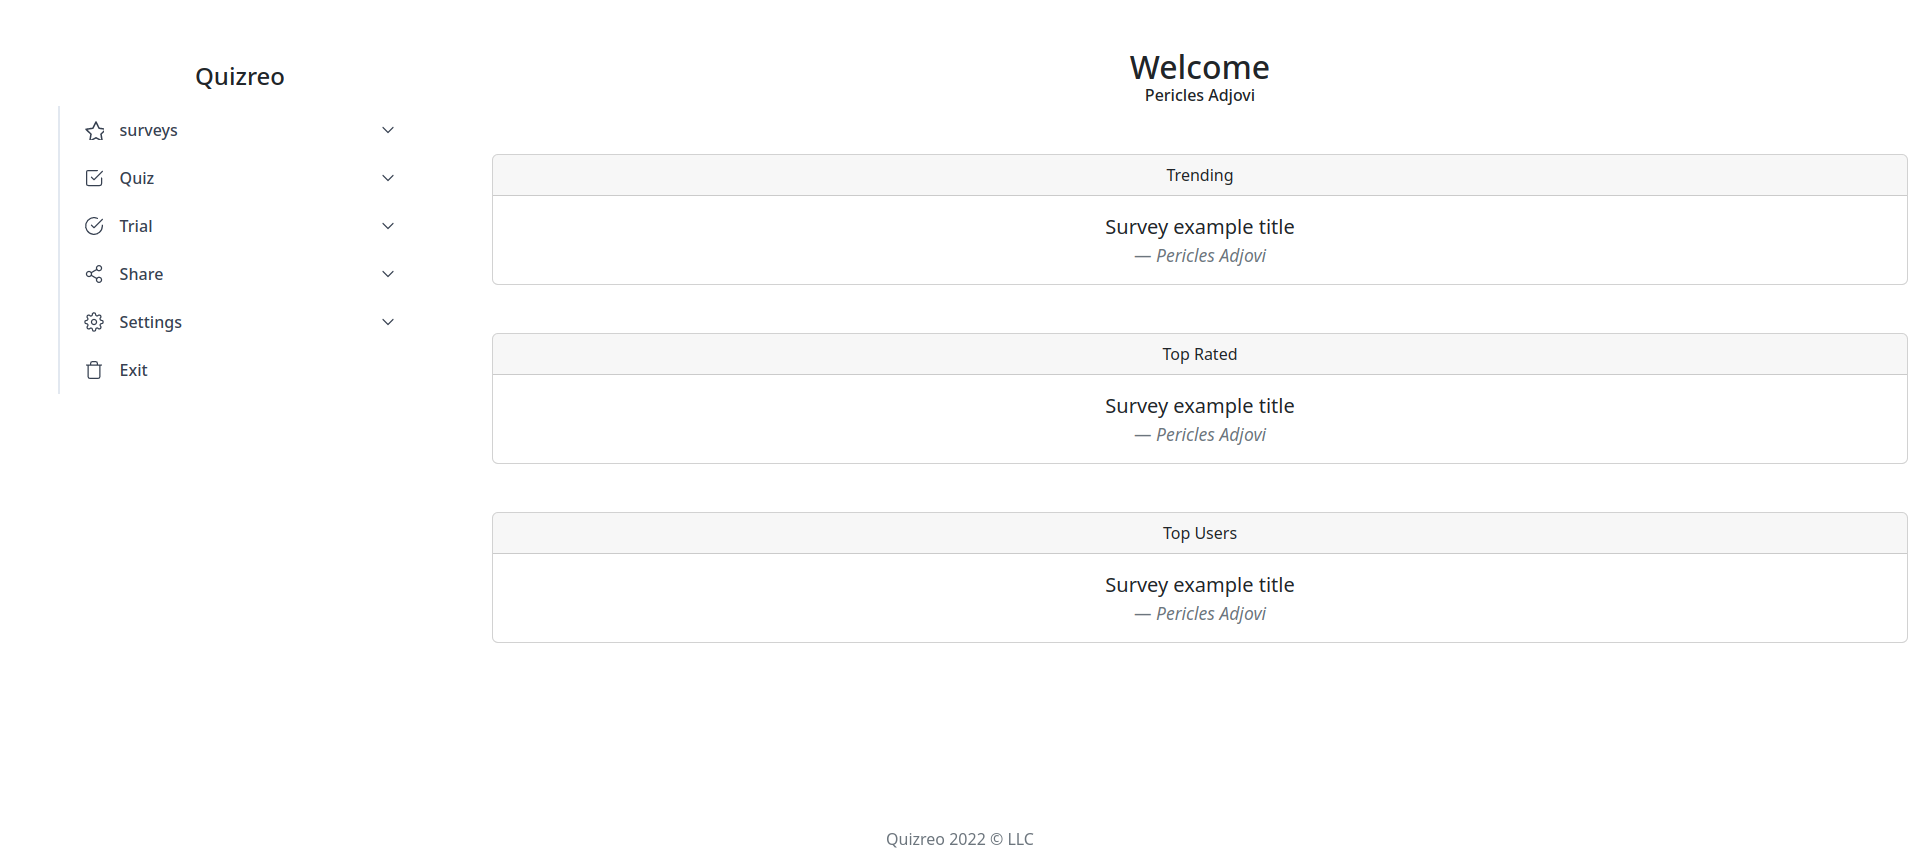 Quizreo
surveys
Quiz
Trial
Share
Settings
Exit
Welcome
Pericles Adjovi
Trending
Survey example title
— Pericles Adjovi
Top Rated
Survey example title
— Pericles Adjovi
Top Users
Survey example title
— Pericles Adjovi
Quizreo 2022 © LLC